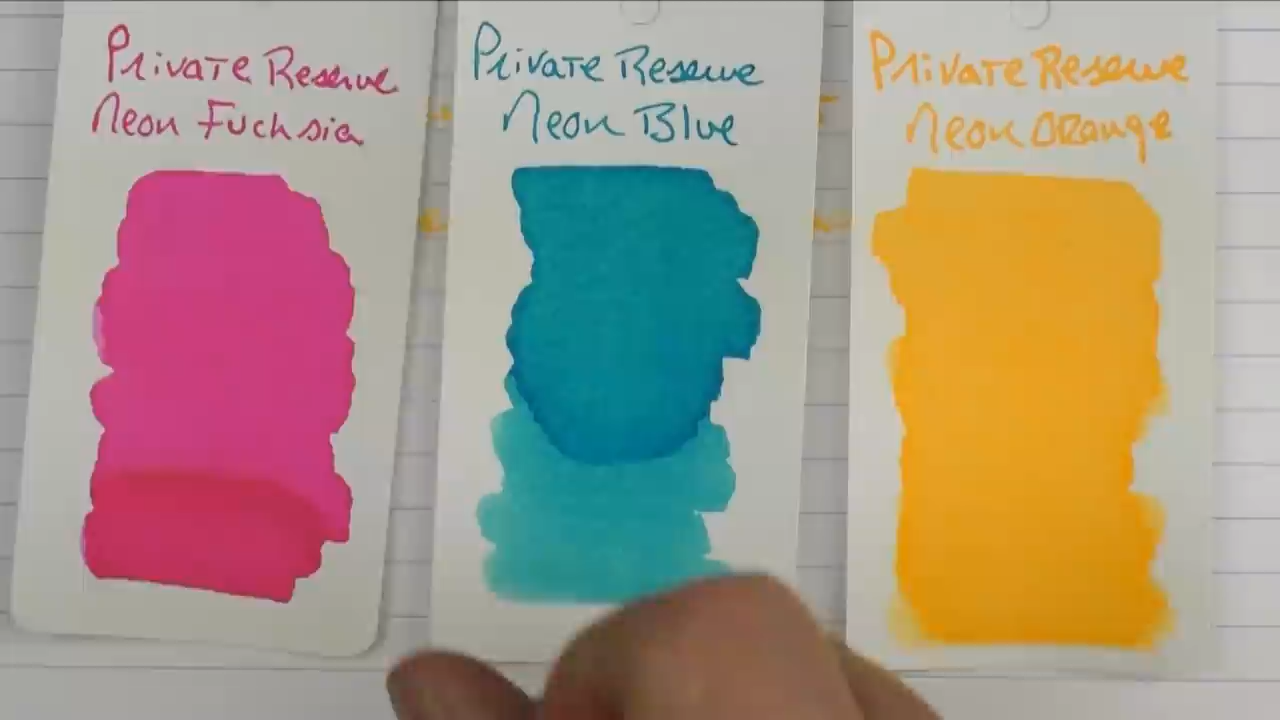 Private Reserve
Neon Fuchsia
Private Reserve
Neon Blue
Private Reserve
Neon Orange